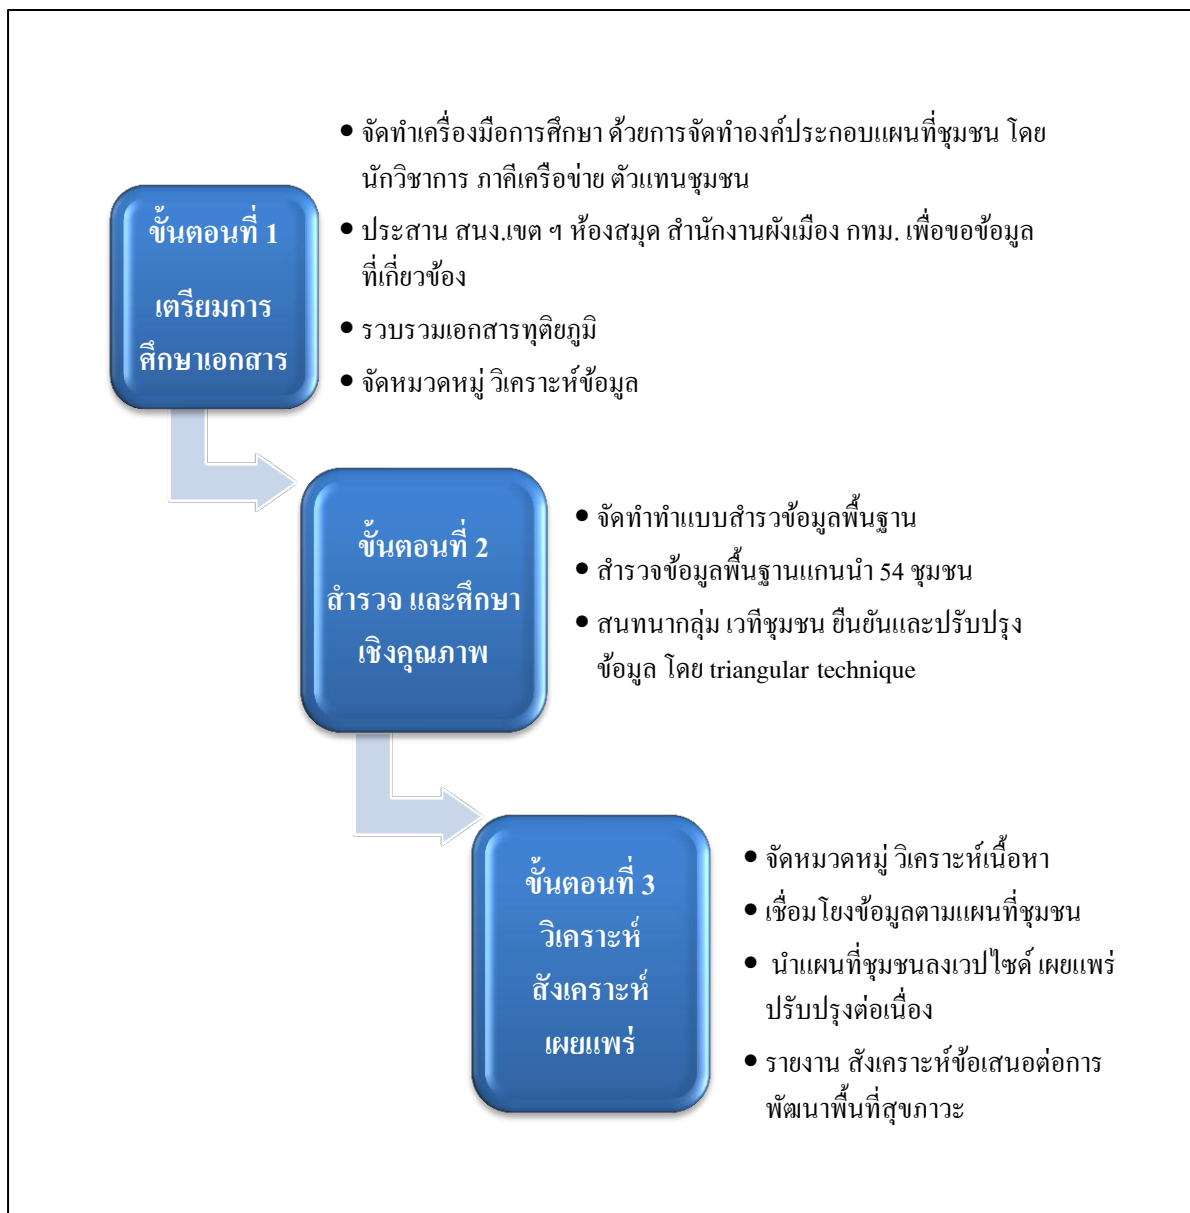 ขั้นตอนที่ 1
เตรียมการ
ศึกษาเอกสาร
• จัดทำเครื่องมือการศึกษา ด้วยการจัดทำองค์ประกอบแผนที่ชุมชน โดย
นักวิชาการ ภาคีเครือข่าย ตัวแทนชุมชน
• ประสาน สนง.เขต ฯ ห้องสมุด สำนักงานผังเมือง กทม. เพื่อขอข้อมูล
ที่เกี่ยวข้อง
• รวบรวมเอกสารทุติยภูมิ
• จัดหมวดหมู่ วิเคราะห์ข้อมูล
ขั้นตอนที่ 2
สำรวจ และศึกษา
เชิงคุณภาพ
• จัดทำทำแบบสำรวข้อมูลพื้นฐาน
• สำรวจข้อมูลพื้นฐานแกนนำ 54 ชุมชน
• สนทนากลุ่ม เวทีชุมชน ยืนยันและปรับปรุง
ข้อมูล โดย triangular technique
ขั้นตอนที่ 3
วิเคราะห์
สังเคราะห์
เผยแพร่
• จัดหมวดหมู่ วิเคราะห์เนื้อหา
• เชื่อมโยงข้อมูลตามแผนที่ชุมชน
• นำแผนที่ชุมชนลงเวปไซด์ เผยแพร่
ปรับปรุงต่อเนื่อง
• รายงาน สังเคราะห์ข้อเสนอต่อการ
พัฒนาพื้นที่สุขภาวะ